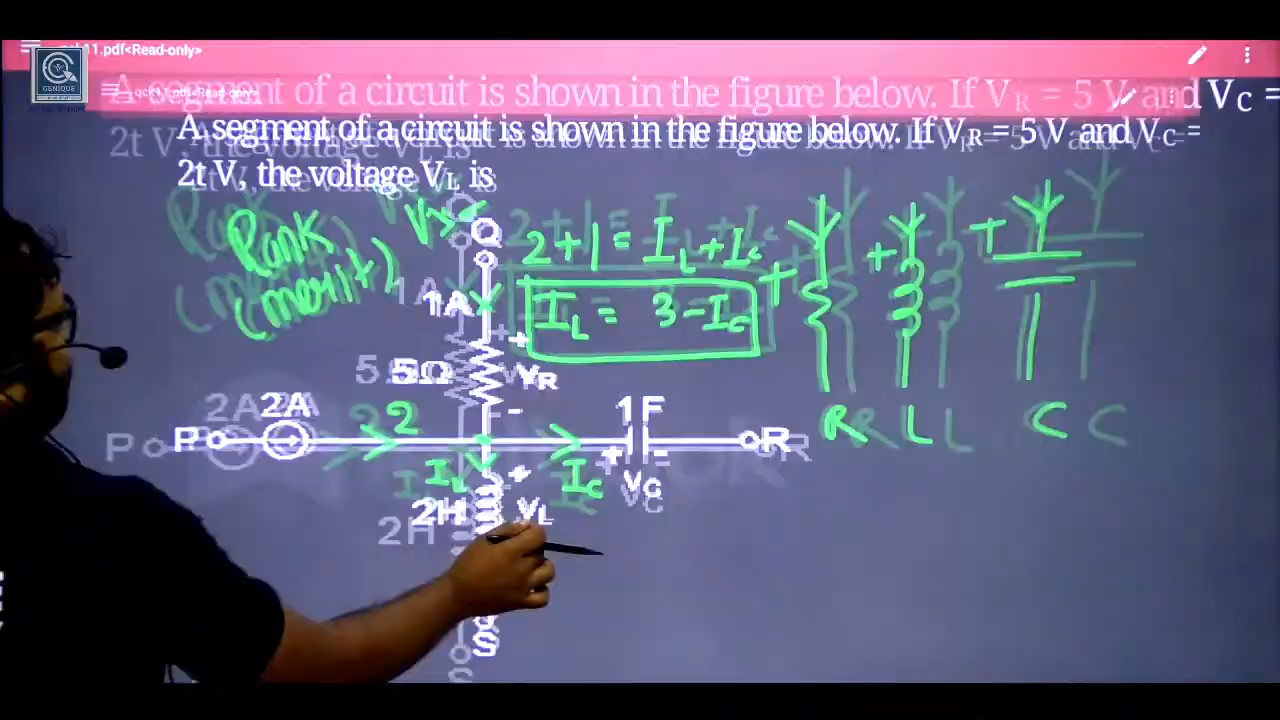 GENIQUE
qck11.pdf<Read-only>
A segment of a circuit is shown in the figure below. If VR = 5 V and VC =
2t V, the voltage VL is
Rank
(merit)
Q
2+1 = IL+Ic
IL = 3-Ic
+
+
+
1A
5Ω
+
VR
-
R
L
C
P
2A
2
1F
R
IL
Ic
+
-
VC
2H
+
VL
S